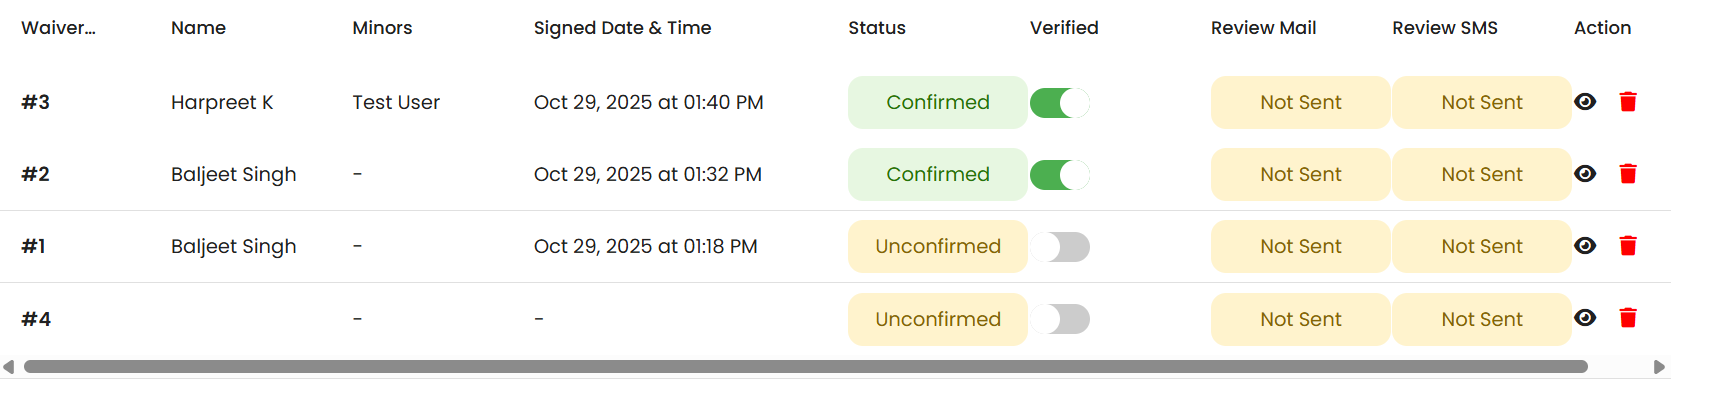 Waiver... Name Minors Signed Date & Time Status Verified Review Mail Review SMS Action
#3 Harpreet K Test User Oct 29, 2025 at 01:40 PM Confirmed Not Sent Not Sent
#2 Baljeet Singh - Oct 29, 2025 at 01:32 PM Confirmed Not Sent Not Sent
#1 Baljeet Singh - Oct 29, 2025 at 01:18 PM Unconfirmed Not Sent Not Sent
#4 - - Unconfirmed Not Sent Not Sent